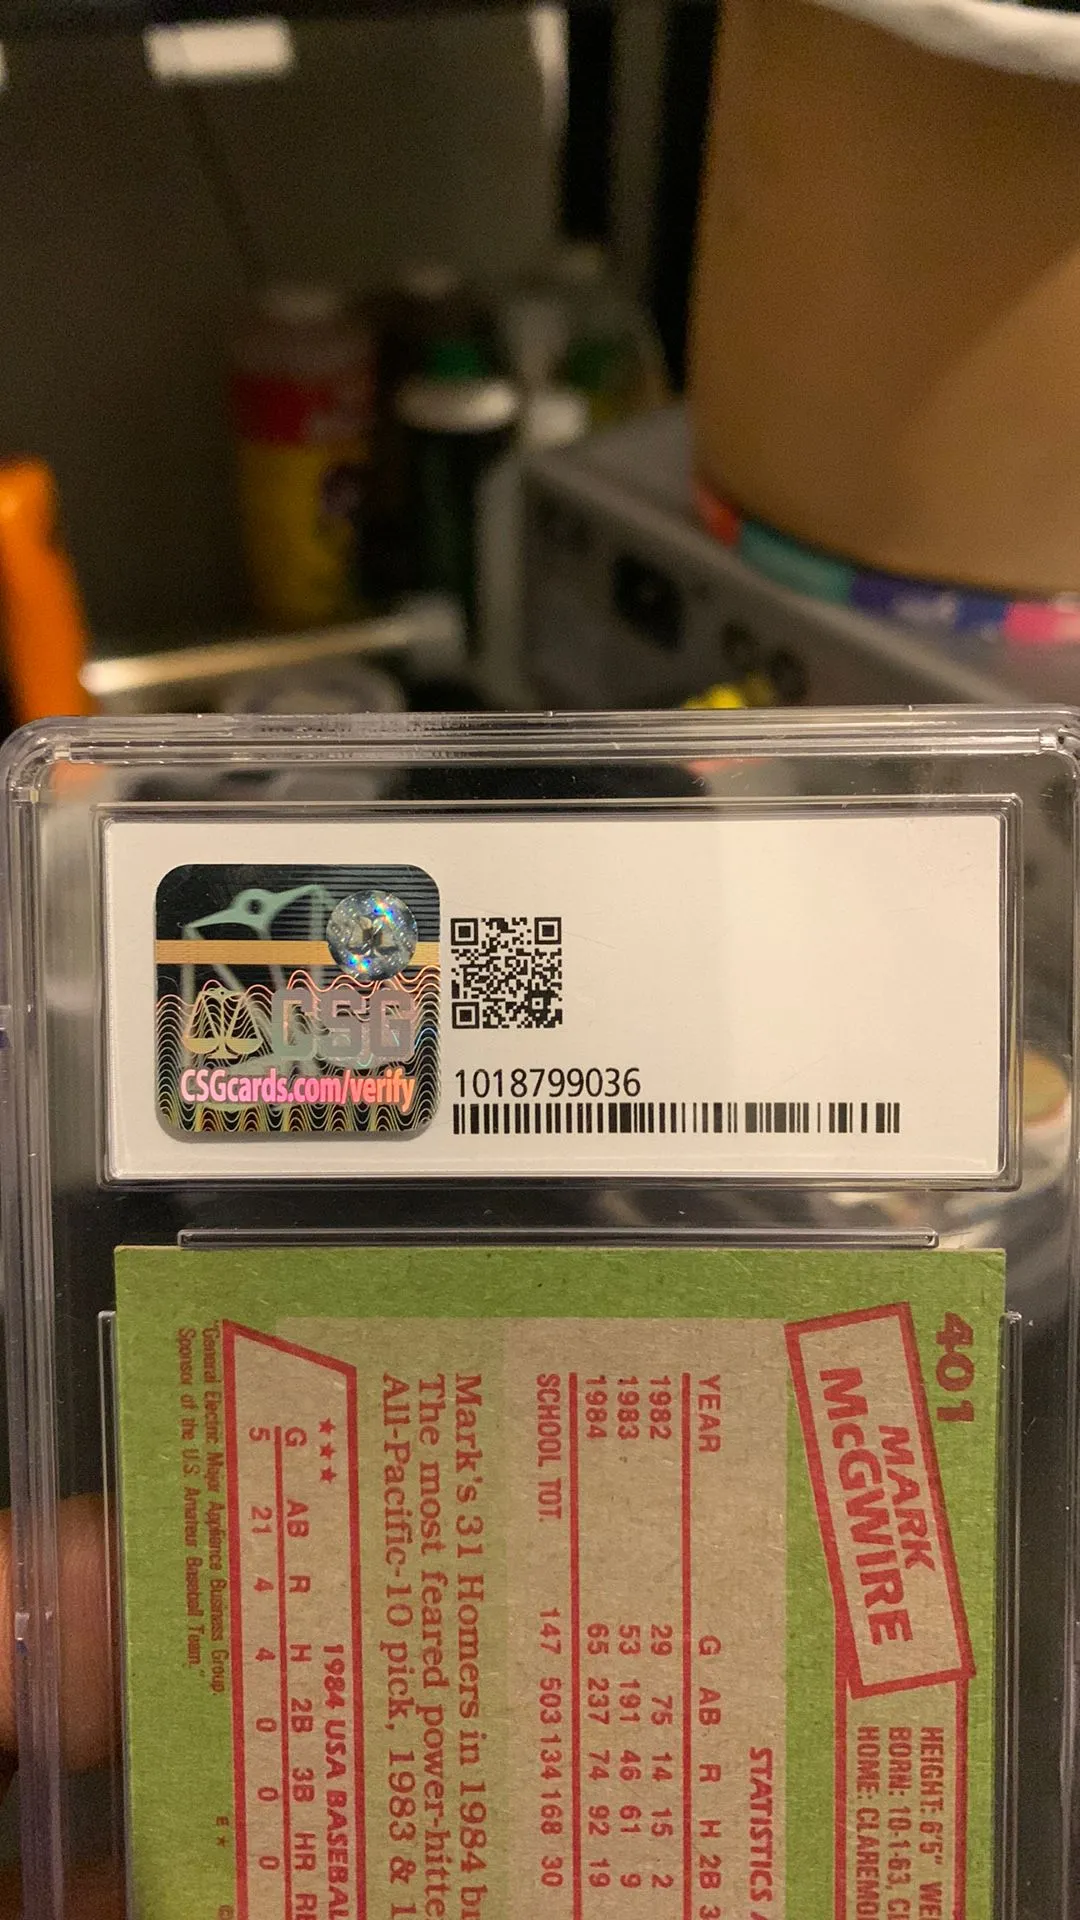 CSG
CSGcards.com/verify
1018799036
401
MARK
McGWIRE
HEIGHT: 6'5"
BORN: 10-1-63,
HOME:
STATISTICS
YEAR G AB R H 2B
1982 29 75 14 15 2
1983 53 191 46 61 9
1984 65 237 74 92 19
SCHOOL TOT. 147 503 134 168 30
Mark's 31 Homers in 1984
The most feared
All-Pacific-10 pick, 1983 &
1984 USA
G AB R H 2B 3B HR
5 21 4 4 0 0 0
"General Electric Major Appliance Business Group,
Sponsor of the U.S. Amateur Baseball Team."
E *
©